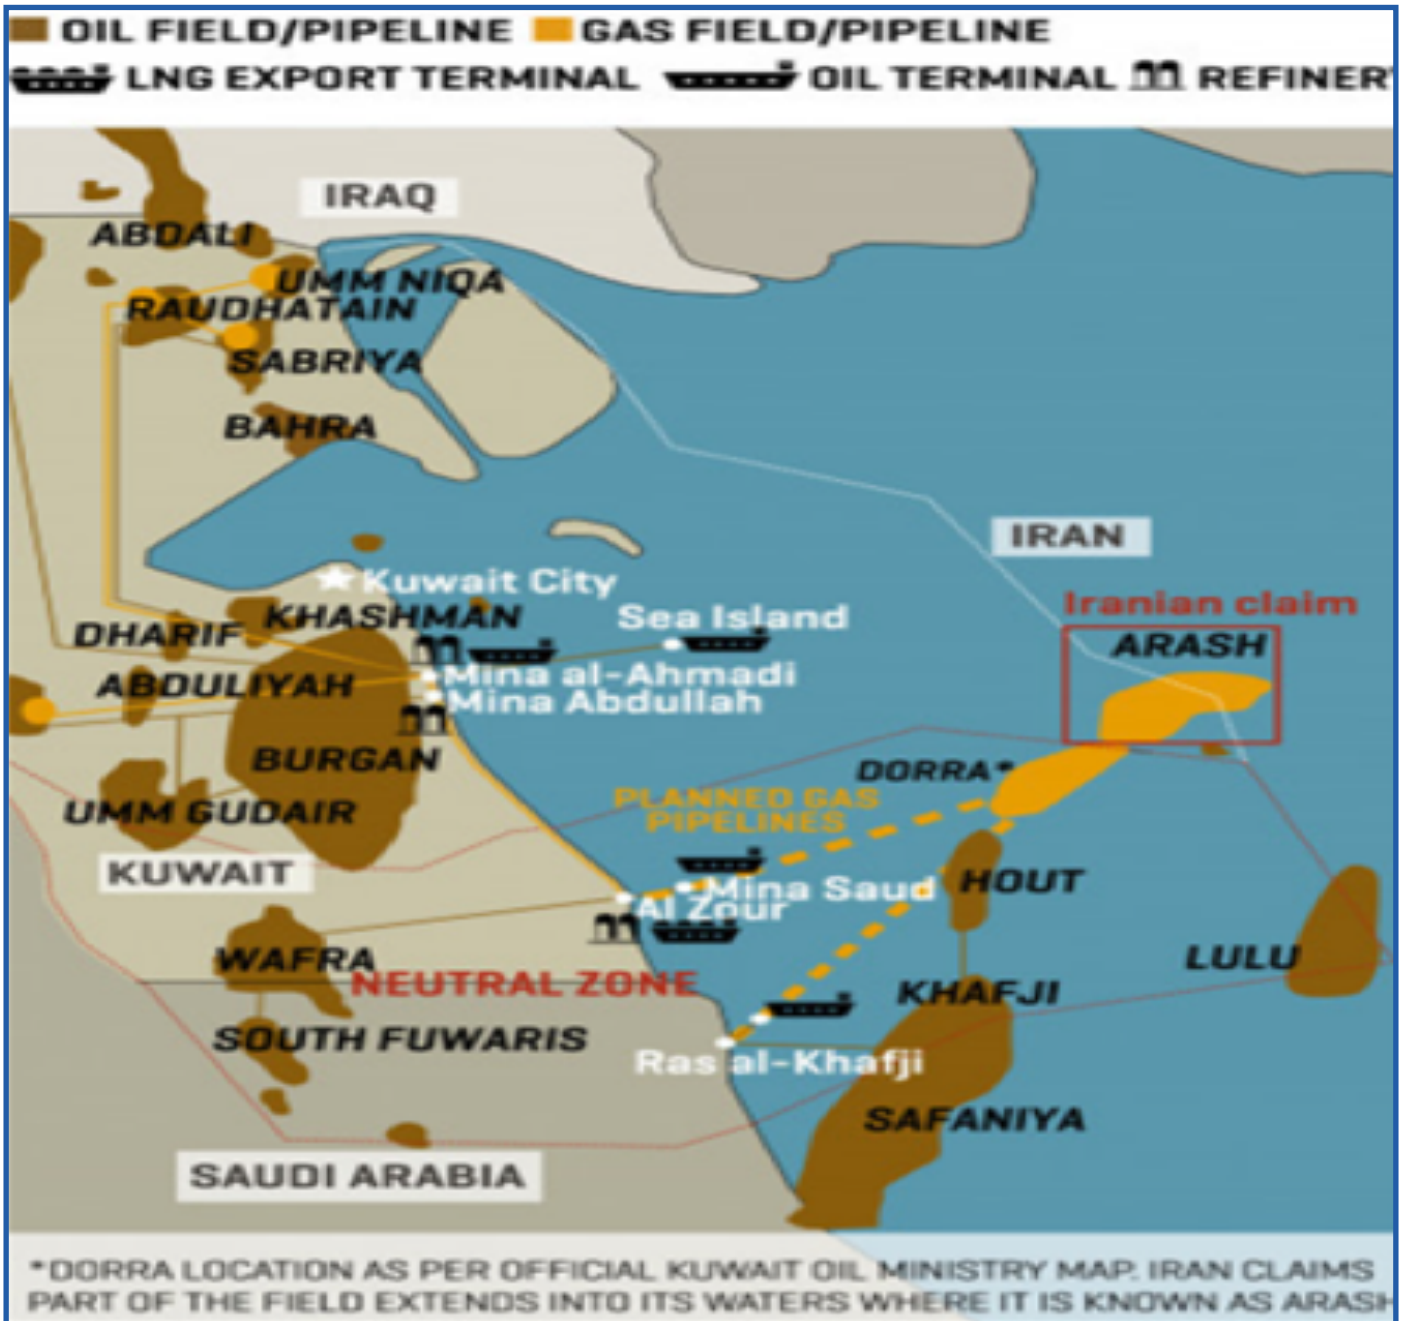 OIL FIELD/PIPELINE GAS FIELD/PIPELINE
LNG EXPORT TERMINAL OIL TERMINAL REFINER
IRAQ
ABDALI
UMM NIQA
RAUDHATAIN
SABRIYA
BAHRA
IRAN
Kuwait City
Iranian claim
KHASHMAN
Sea Island
DHARIF
ARASH
Mina al-Ahmadi
ABDULIYAH
Mina Abdullah
BURGAN
DORRA*
PLANNED GAS
PIPELINES
UMM GUDAIR
KUWAIT
HOUT
Mina Saud
Al Zour
WAFRA
LULU
NEUTRAL ZONE
KHAFJI
SOUTH FUWARIS
Ras al-Khafji
SAFANIYA
SAUDI ARABIA
*DORRA LOCATION AS PER OFFICIAL KUWAIT OIL MINISTRY MAP. IRAN CLAIMS
PART OF THE FIELD EXTENDS INTO ITS WATERS WHERE IT IS KNOWN AS ARASH